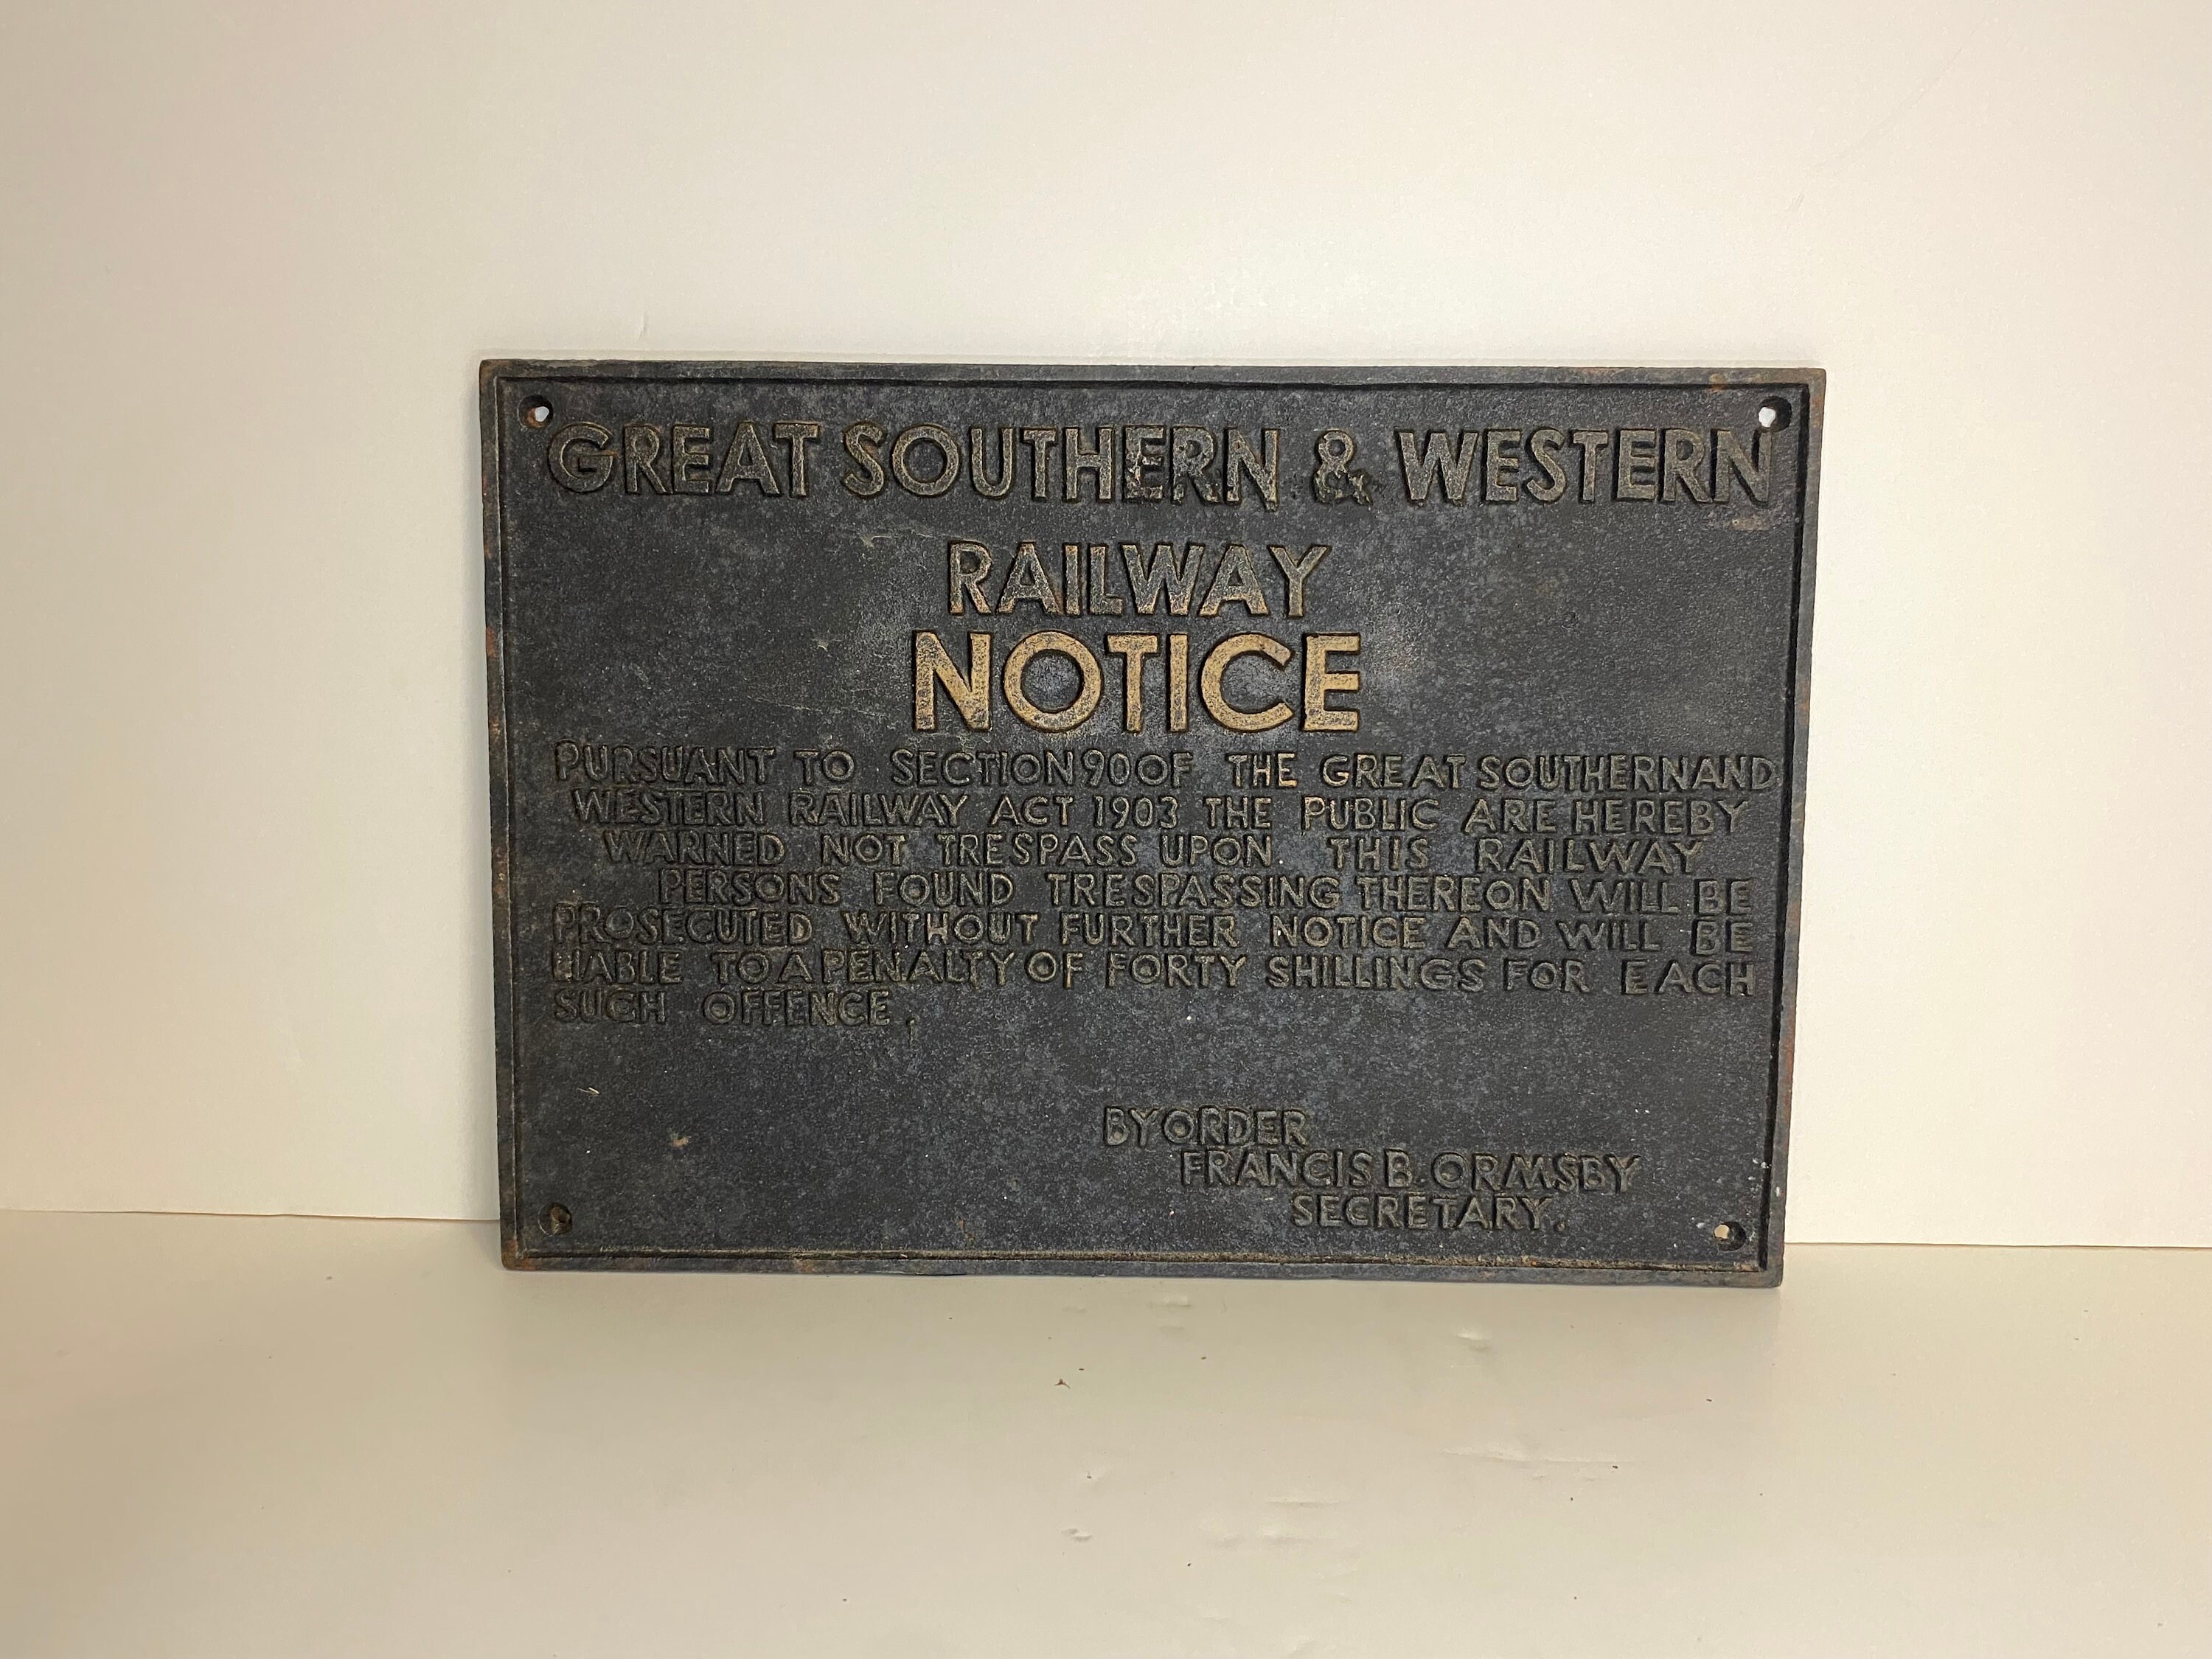 GREAT SOUTHERN & WESTERN
RAILWAY
NOTICE
PURSUANT TO SECTION 90 OF THE GREAT SOUTHERN AND
WESTERN RAILWAY ACT 1903 THE PUBLIC ARE HEREBY
WARNED NOT TRESPASS UPON THIS RAILWAY
PERSONS FOUND TRESPASSING THEREON WILL BE
PROSECUTED WITHOUT FURTHER NOTICE AND WILL BE
LIABLE TO A PENALTY OF FORTY SHILLINGS FOR EACH
SUCH OFFENCE.
BY ORDER
FRANCIS B. ORMSBY
SECRETARY.